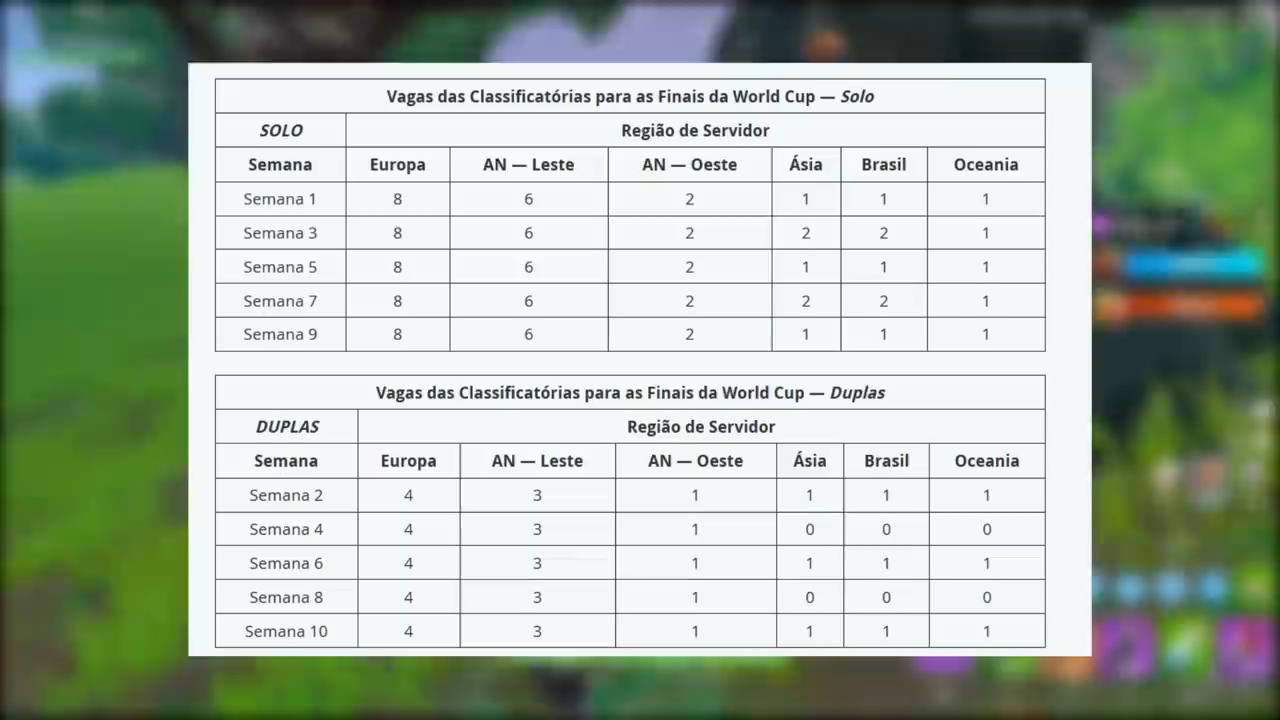 Vagas das Classificatórias para as Finais da World Cup — Solo
SOLO Região de Servidor
Semana Europa AN — Leste AN — Oeste Ásia Brasil Oceania
Semana 1 8 6 2 1 1 1
Semana 3 8 6 2 2 2 1
Semana 5 8 6 2 1 1 1
Semana 7 8 6 2 2 2 1
Semana 9 8 6 2 1 1 1
Vagas das Classificatórias para as Finais da World Cup — Duplas
DUPLAS Região de Servidor
Semana Europa AN — Leste AN — Oeste Ásia Brasil Oceania
Semana 2 4 3 1 1 1 1
Semana 4 4 3 1 0 0 0
Semana 6 4 3 1 1 1 1
Semana 8 4 3 1 0 0 0
Semana 10 4 3 1 1 1 1